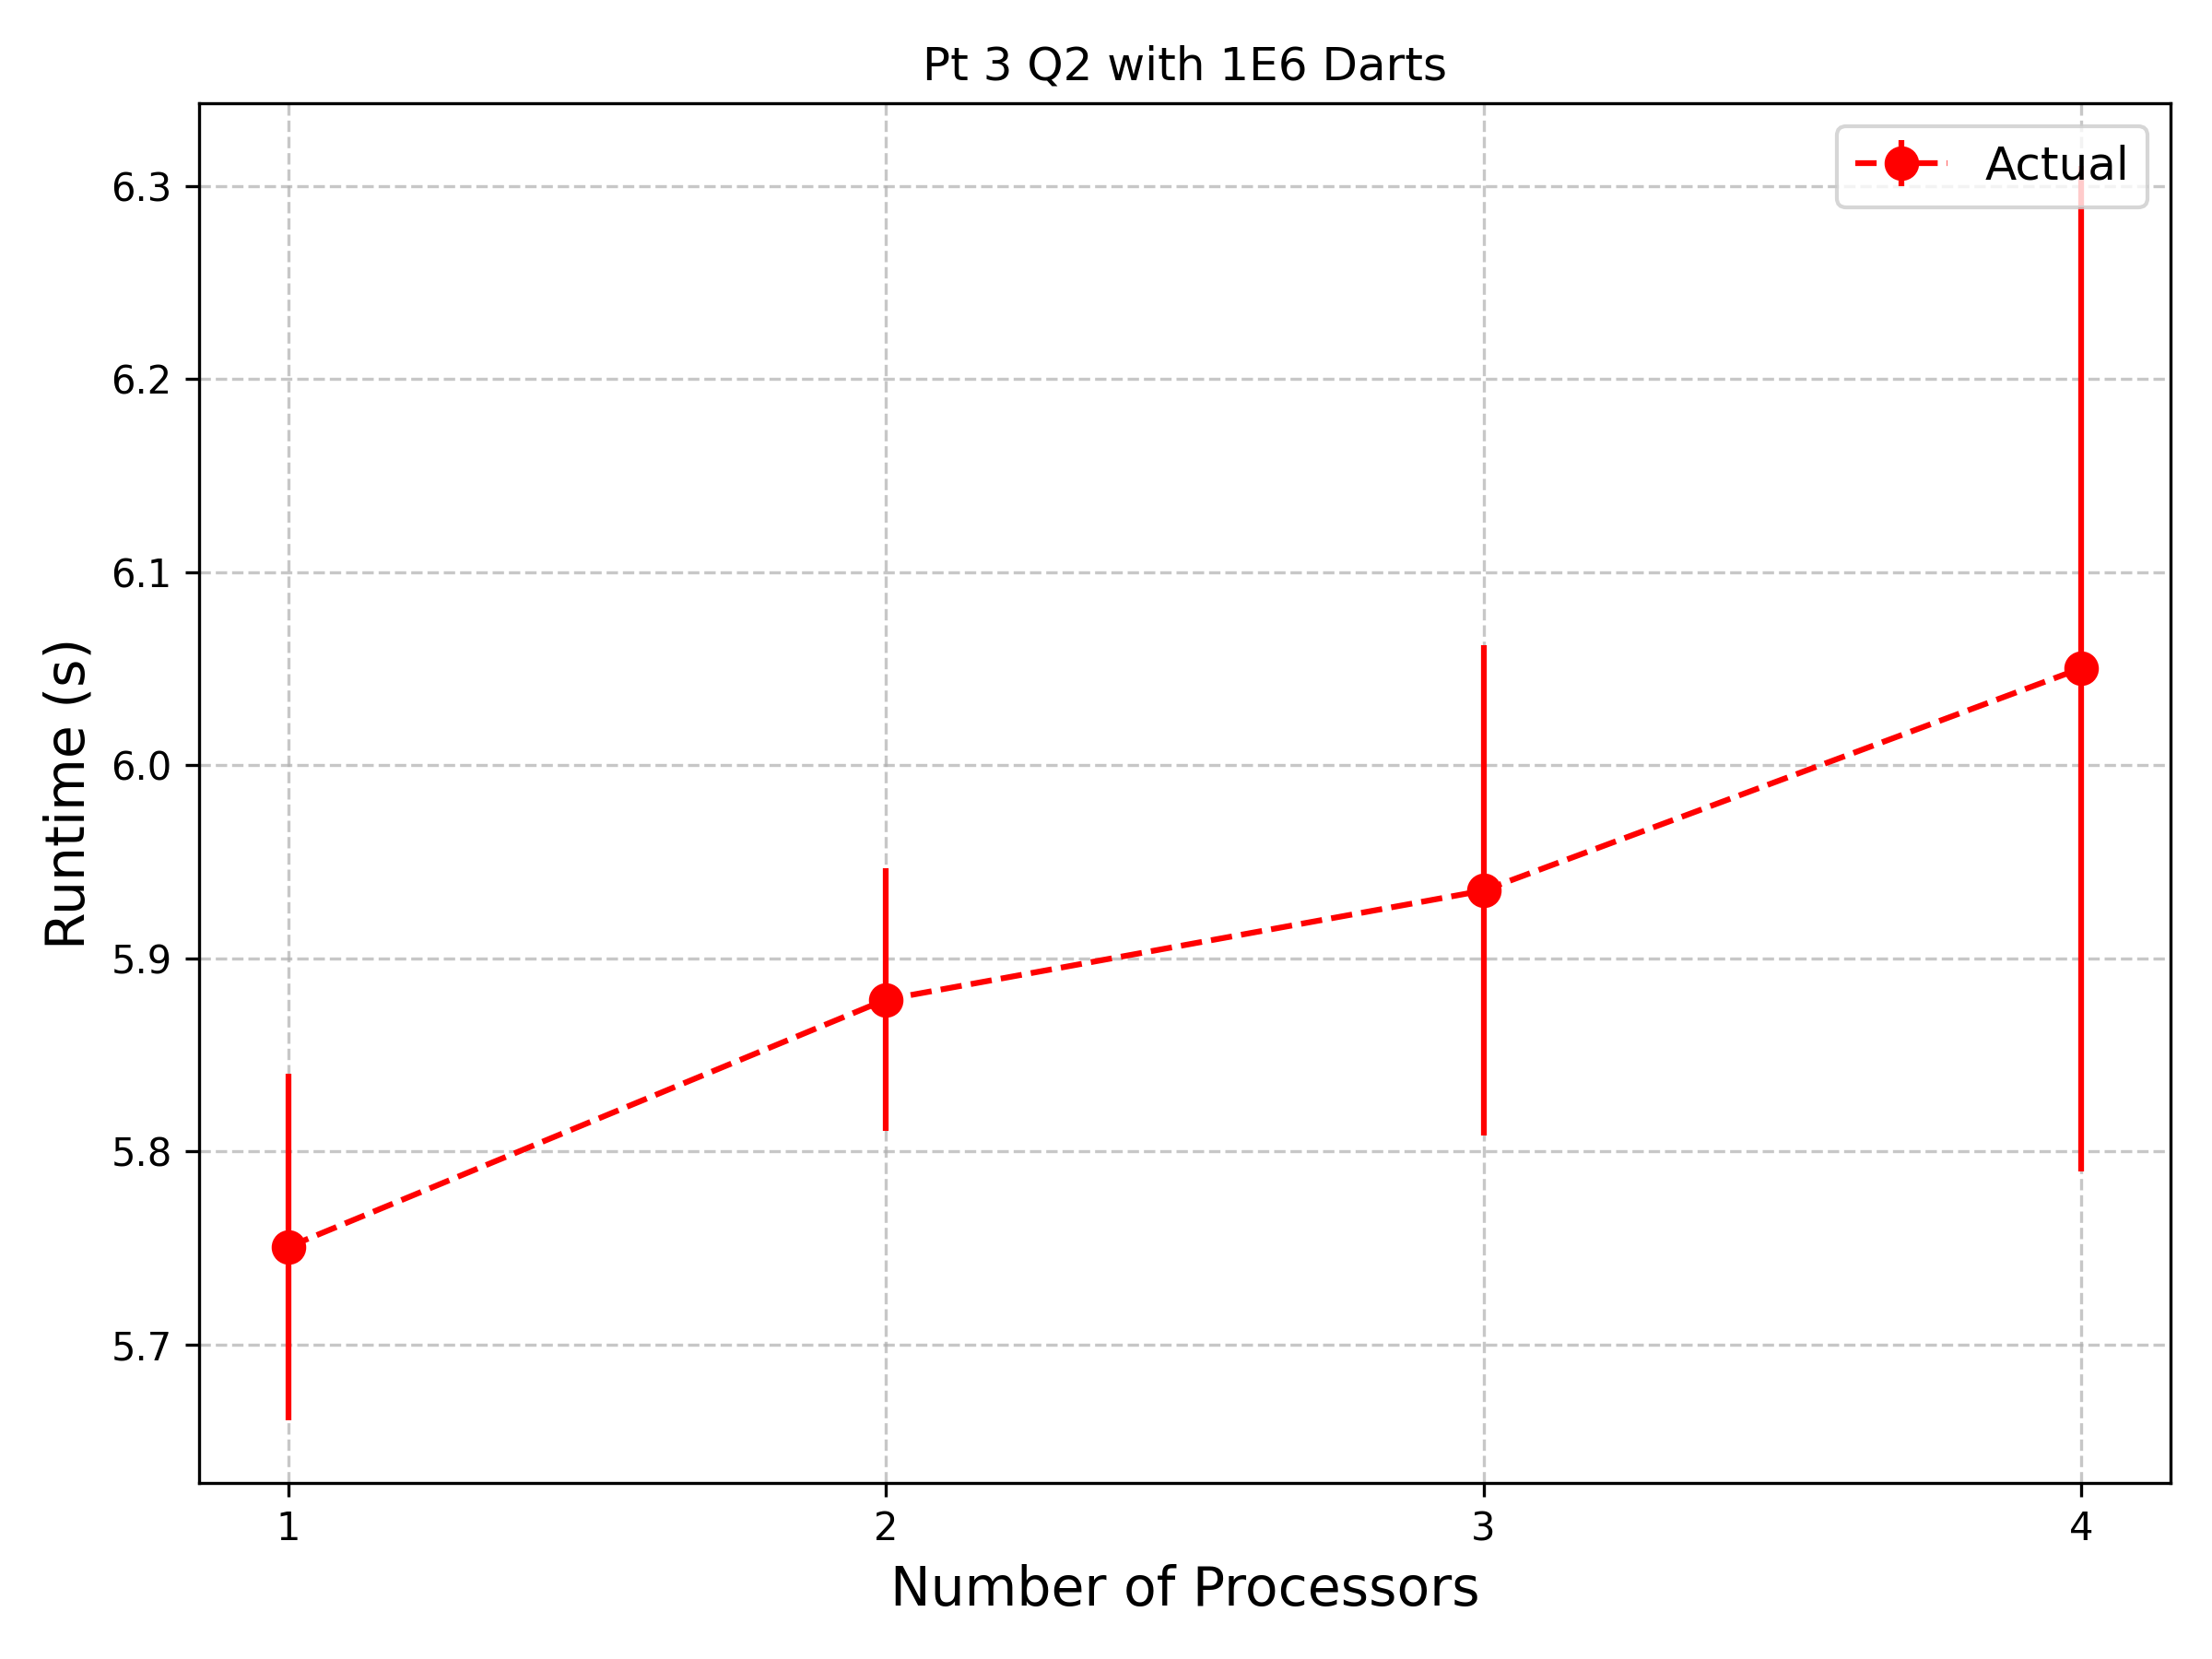 Pt 3 Q2 with 1E6 Darts
Actual
6.3
6.2
6.1
6.0
5.9
5.8
5.7
Runtime (s)
1 2 3 4
Number of Processors